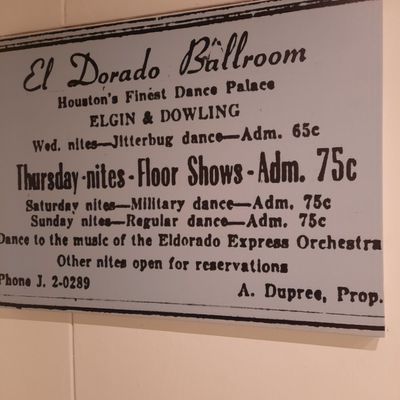 El Dorado Ballroom
Houston's Finest Dance Palace
ELGIN & DOWLING
Wed. nites—Jitterbug dance—Adm. 65c
Thursday-nites-Floor Shows-Adm. 75c
Saturday nites—Military dance—Adm. 75c
Sunday nites—Regular dance—Adm. 75c
Dance to the music of the Eldorado Express Orchestra
Other nites open for reservations
Phone J. 2-0289 A. Dupree, Prop.